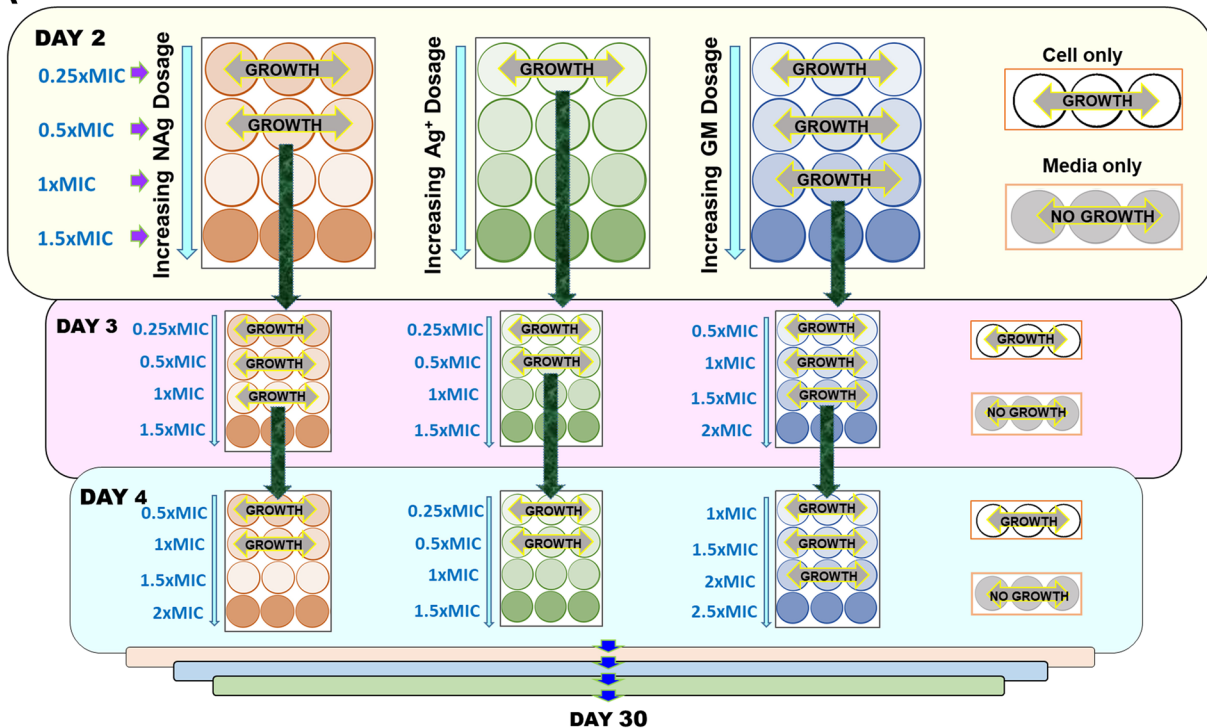 DAY 2
0.25xMIC
0.5xMIC
1xMIC
1.5xMIC
Increasing NAg Dosage
GROWTH
GROWTH
Increasing Ag⁺ Dosage
GROWTH
Increasing GM Dosage
GROWTH
GROWTH
GROWTH
Cell only
GROWTH
Media only
NO GROWTH
DAY 3
0.25xMIC
0.5xMIC
1xMIC
1.5xMIC
GROWTH
GROWTH
GROWTH
0.25xMIC
0.5xMIC
1xMIC
1.5xMIC
GROWTH
GROWTH
0.5xMIC
1xMIC
1.5xMIC
2xMIC
GROWTH
GROWTH
GROWTH
GROWTH
NO GROWTH
DAY 4
0.5xMIC
1xMIC
1.5xMIC
2xMIC
GROWTH
GROWTH
0.25xMIC
0.5xMIC
1xMIC
1.5xMIC
GROWTH
GROWTH
1xMIC
1.5xMIC
2xMIC
2.5xMIC
GROWTH
GROWTH
GROWTH
GROWTH
NO GROWTH
DAY 30